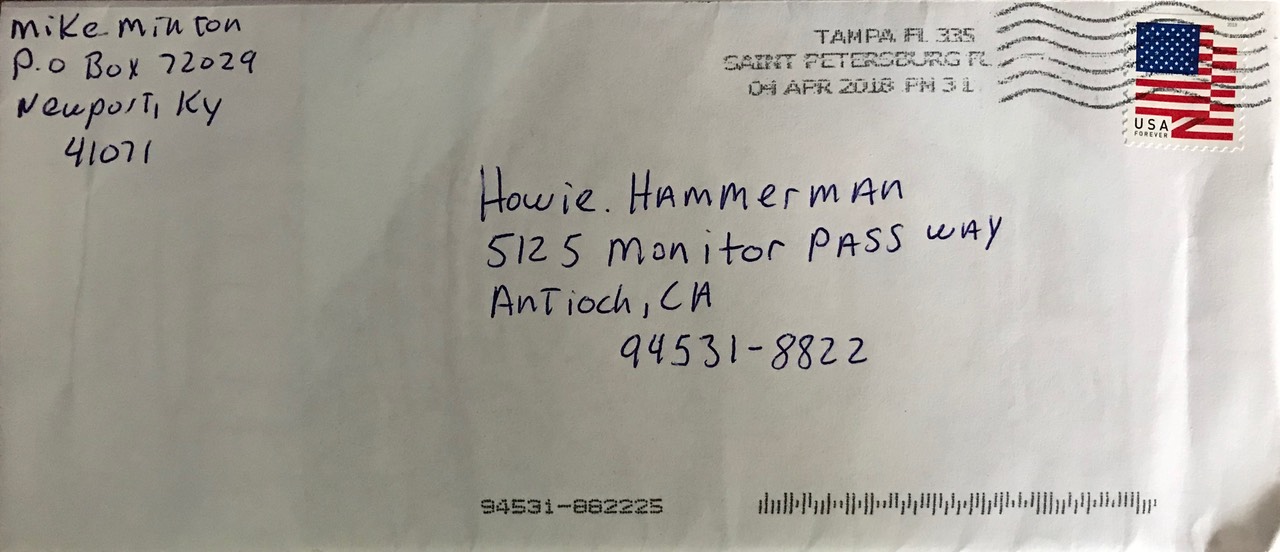 Mike Minton
P.O Box 72029
Newport, Ky
41071
TAMPA FL 335
SAINT PETERSBURG FL
04 APR 2018 PM 3 L
USA
FOREVER
Howie. Hammerman
5125 Monitor PASS WAY
Antioch, CA
94531-8822
94531-882225